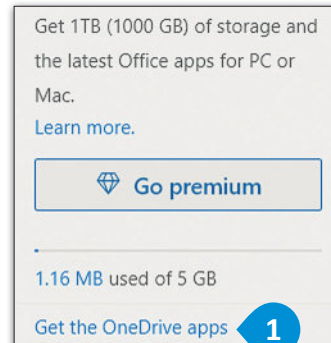 Get 1TB (1000 GB) of storage and
the latest Office apps for PC or
Mac.
Learn more.
Go premium
1.16 MB used of 5 GB
Get the OneDrive apps 1